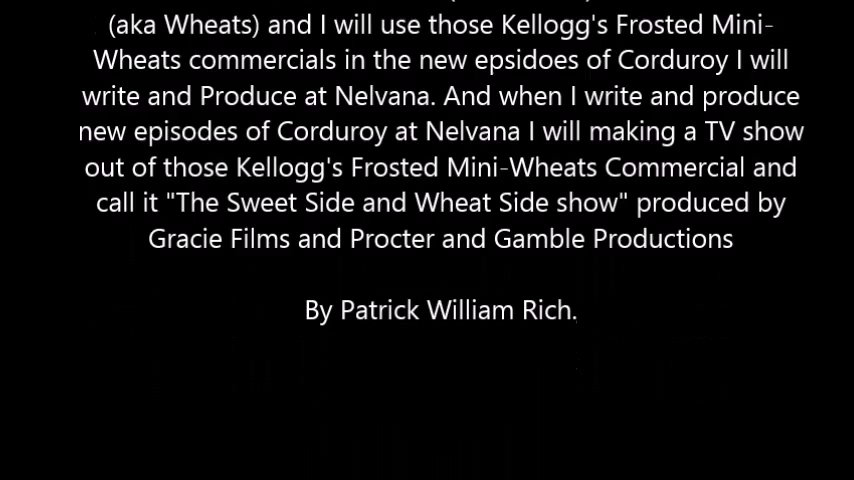 (aka Wheats) and I will use those Kellogg's Frosted Mini-
Wheats commercials in the new epsidoes of Corduroy I will
write and Produce at Nelvana. And when I write and produce
new episodes of Corduroy at Nelvana I will making a TV show
out of those Kellogg's Frosted Mini-Wheats Commercial and
call it "The Sweet Side and Wheat Side show" produced by
Gracie Films and Procter and Gamble Productions
By Patrick William Rich.